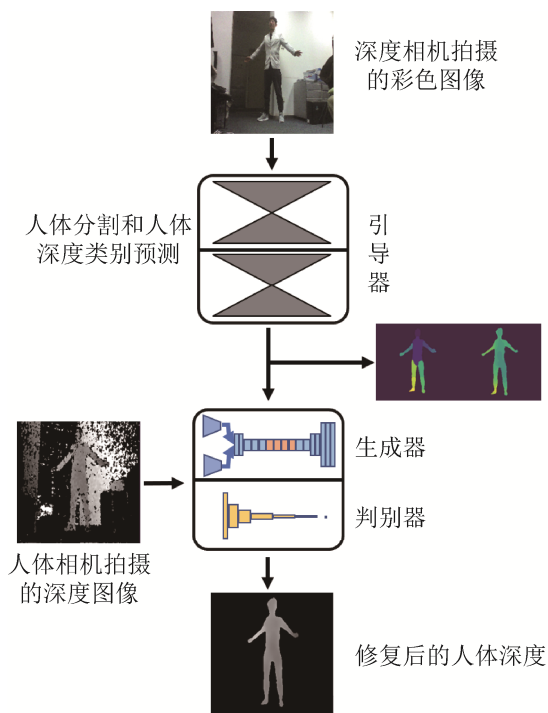 深度相机拍摄
的彩色图像
人体分割和人体
深度类别预测
引
导
器
生成器
判别器
人体相机拍摄
的深度图像
修复后的人体深度